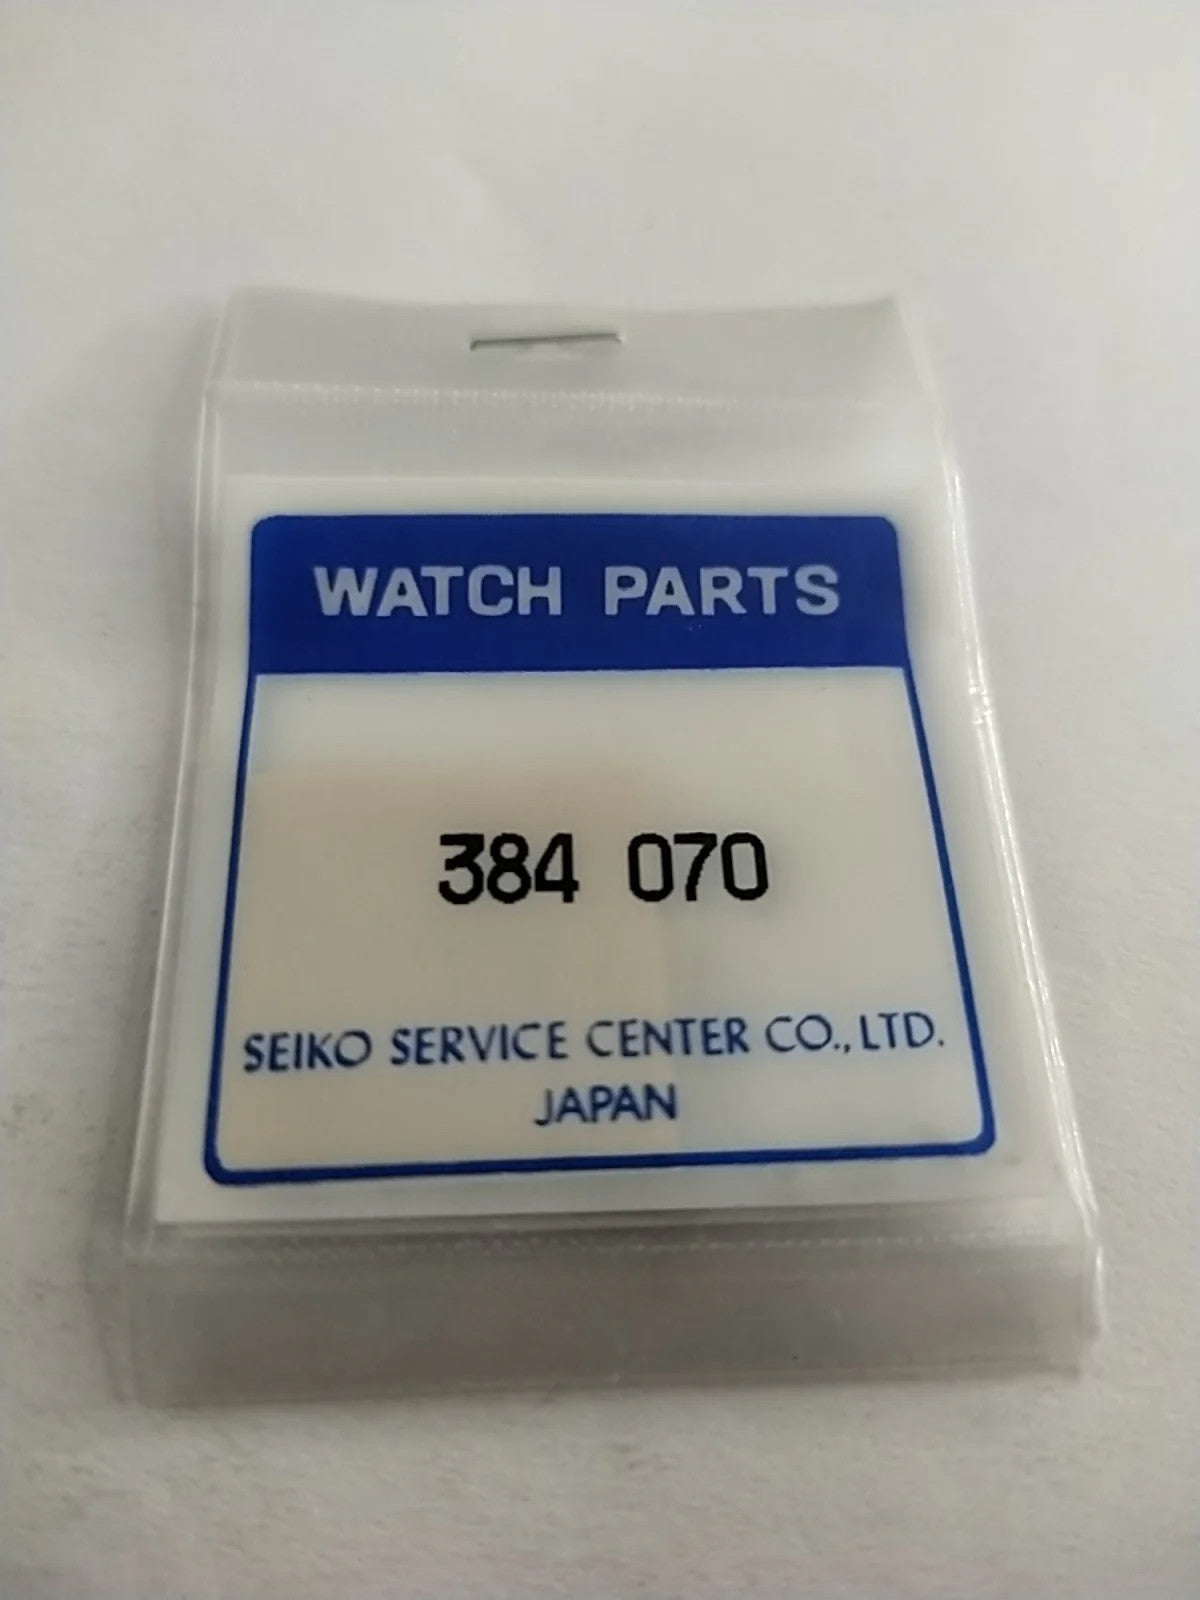 WATCH PARTS
384 070
SEIKO SERVICE CENTER CO., LTD.
JAPAN